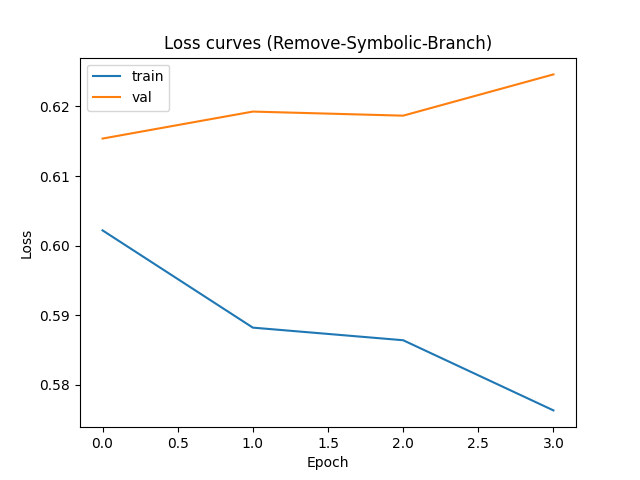 Loss curves (Remove-Symbolic-Branch)
train
val
0.62
0.61
0.60
0.59
0.58
Loss
0.0 0.5 1.0 1.5 2.0 2.5 3.0
Epoch